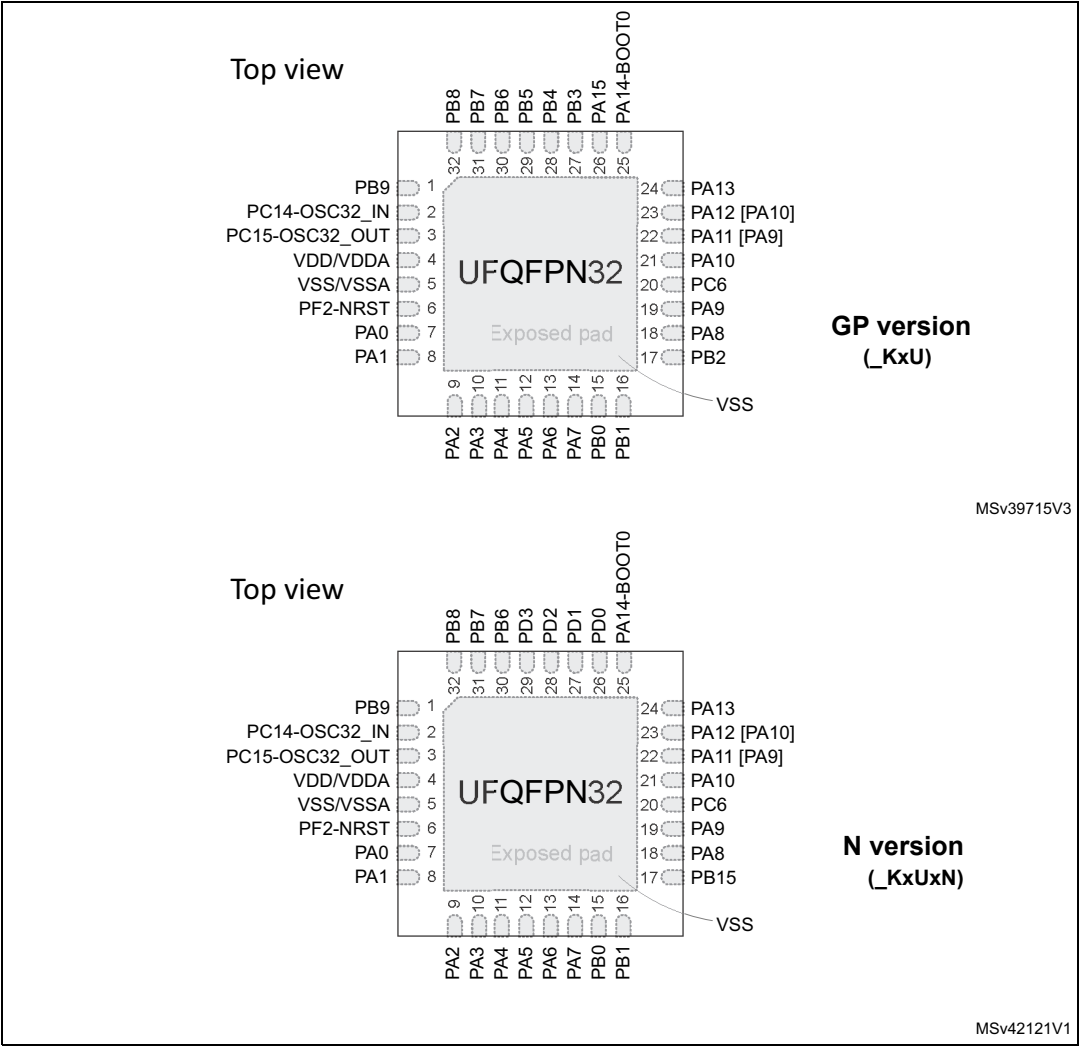 Top view
PB8 PB7 PB6 PB5 PB4 PB3 PA15 PA14-BOOT0
32 31 30 29 28 27 26 25
PB9 1 24 PA13
PC14-OSC32_IN 2 23 PA12 [PA10]
PC15-OSC32_OUT 3 22 PA11 [PA9]
VDD/VDDA 4 21 PA10
VSS/VSSA 5 20 PC6
PF2-NRST 6 19 PA9
PA0 7 18 PA8
PA1 8 17 PB2
UFQFPN32
Exposed pad
VSS
9 10 11 12 13 14 15 16
PA2 PA3 PA4 PA5 PA6 PA7 PB0 PB1
GP version
(_KxU)
MSv39715V3
Top view
PB8 PB7 PB6 PD3 PD2 PD1 PD0 PA14-BOOT0
32 31 30 29 28 27 26 25
PB9 1 24 PA13
PC14-OSC32_IN 2 23 PA12 [PA10]
PC15-OSC32_OUT 3 22 PA11 [PA9]
VDD/VDDA 4 21 PA10
VSS/VSSA 5 20 PC6
PF2-NRST 6 19 PA9
PA0 7 18 PA8
PA1 8 17 PB15
UFQFPN32
Exposed pad
VSS
9 10 11 12 13 14 15 16
PA2 PA3 PA4 PA5 PA6 PA7 PB0 PB1
N version
(_KxUxN)
MSv42121V1